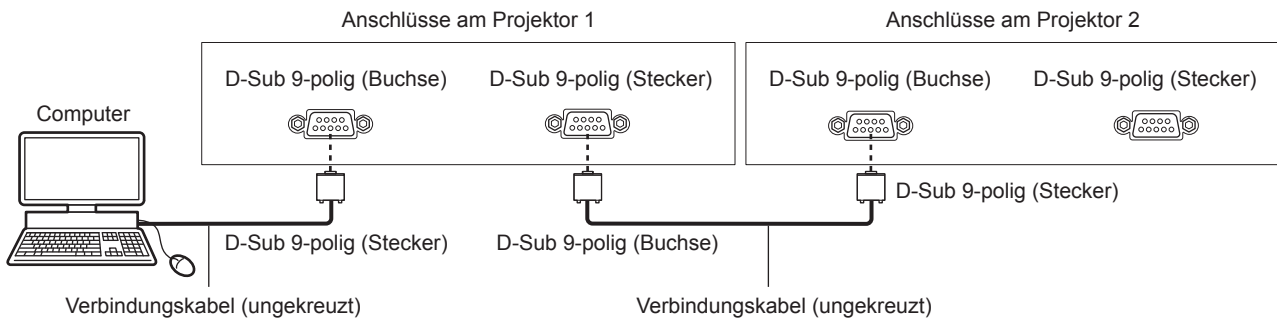 Anschlüsse am Projektor 1
Anschlüsse am Projektor 2
D-Sub 9-polig (Buchse)
D-Sub 9-polig (Stecker)
D-Sub 9-polig (Buchse)
D-Sub 9-polig (Stecker)
Computer
D-Sub 9-polig (Stecker)
D-Sub 9-polig (Stecker)
D-Sub 9-polig (Buchse)
Verbindungskabel (ungekreuzt)
Verbindungskabel (ungekreuzt)